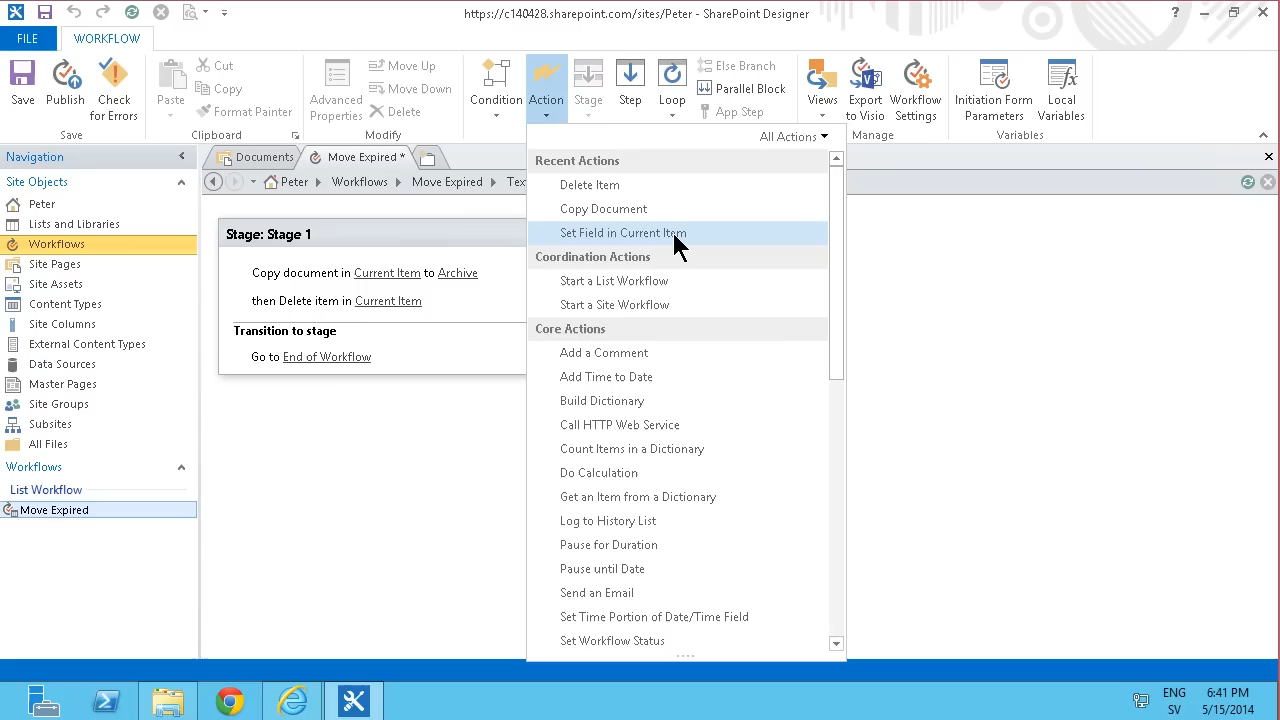 https://c140428.sharepoint.com/sites/Peter - 
nt Designer
?
FILE
WORKFLOW
Save
Publish
Check for Errors
Save
Paste
Cut
Copy
Format Painter
Clipboard
Advanced Properties
Move Up
Move Down
Delete
Modify
Condition
Action
Stage
Step
Loop
Else Branch
Parallel Block
App Step
Views
Export to Visio
Workflow Settings
Manage
Initiation Form Parameters
Local Variables
Variables
Navigation
Site Objects
Peter
Lists and Libraries
Workflows
Site Pages
Site Assets
Content Types
Site Columns
External Content Types
Data Sources
Master Pages
Site Groups
Subsites
All Files
Workflows
List Workflow
Move Expired
Documents
Move Expired *
Peter
Workflows
Move Expired
Tex
Stage: Stage 1
Copy document in Current Item to Archive
then Delete item in Current Item
Transition to stage
Go to End of Workflow
All Actions
Recent Actions
Delete Item
Copy Document
Set Field in Current Item
Coordination Actions
Start a List Workflow
Start a Site Workflow
Core Actions
Add a Comment
Add Time to Date
Build Dictionary
Call HTTP Web Service
Count Items in a Dictionary
Do Calculation
Get an Item from a Dictionary
Log to History List
Pause for Duration
Pause until Date
Send an Email
Set Time Portion of Date/Time Field
Set Workflow Status
ENG
SV
6:41 PM
5/15/2014